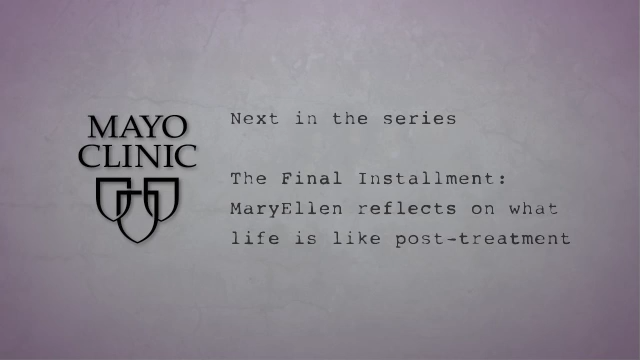 MAYO
CLINIC
Next in the series
The Final Installment:
MaryEllen reflects on what
life is like post-treatment